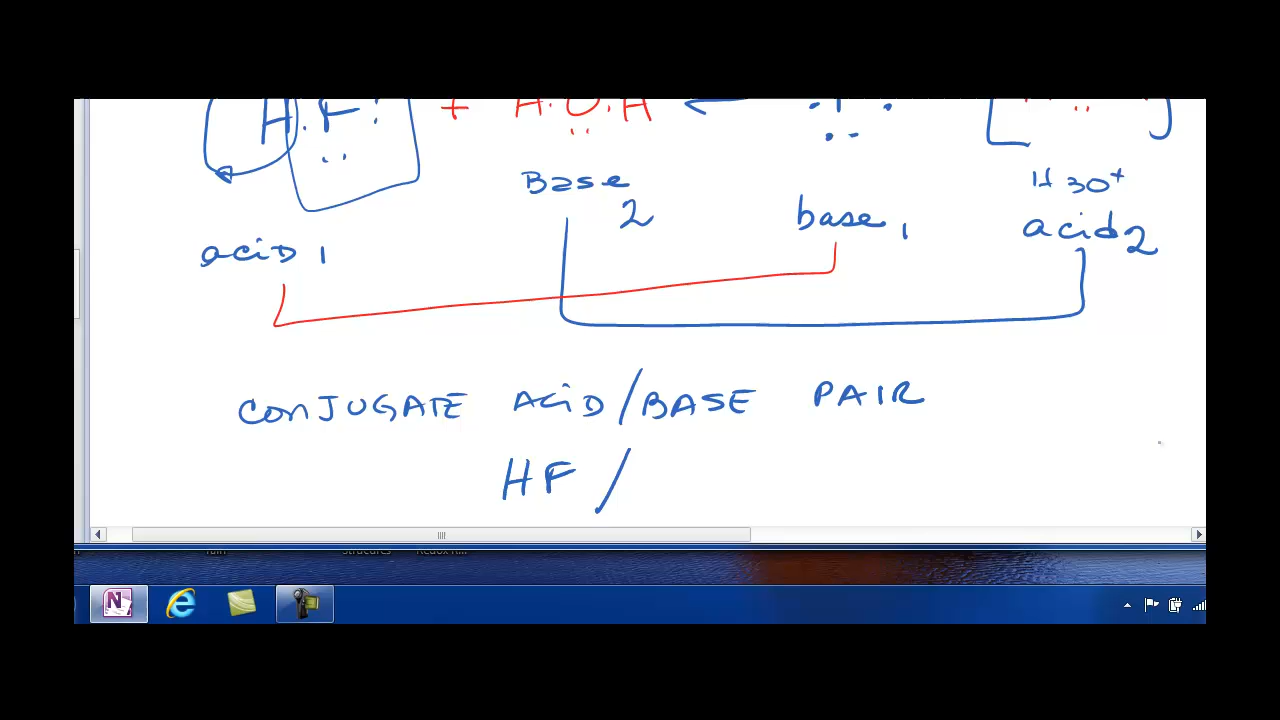 H F + H O H
Base 2 H3O+
acid 1 base 1 acid 2
CONJUGATE ACiD/BASE PAIR
HF /